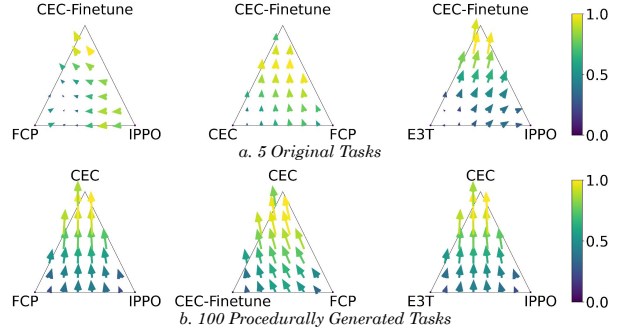 CEC-Finetune CEC-Finetune CEC-Finetune
1.0
0.5
0.0
FCP IPPO CEC FCP E3T IPPO
a. 5 Original Tasks
CEC CEC CEC
1.0
0.5
0.0
FCP IPPO CEC-Finetune FCP E3T IPPO
b. 100 Procedurally Generated Tasks